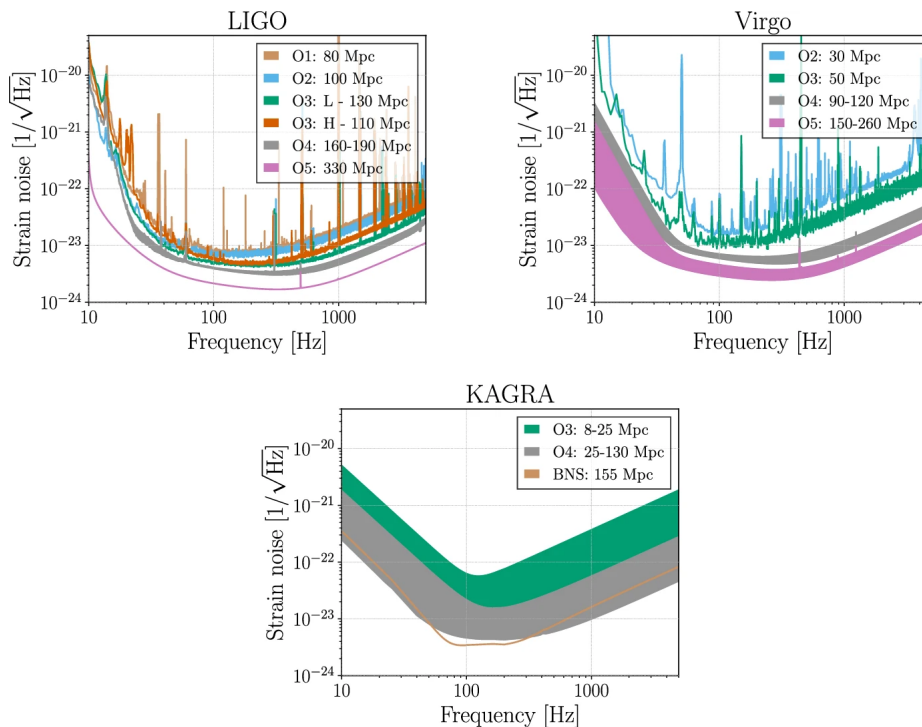 LIGO
Strain noise [1/√Hz]
10⁻²⁰
10⁻²¹
10⁻²²
10⁻²³
10⁻²⁴
O1: 80 Mpc
O2: 100 Mpc
O3: L - 130 Mpc
O3: H - 110 Mpc
O4: 160-190 Mpc
O5: 330 Mpc
10 100 1000
Frequency [Hz]
Virgo
Strain noise [1/√Hz]
10⁻²⁰
10⁻²¹
10⁻²²
10⁻²³
10⁻²⁴
O2: 30 Mpc
O3: 50 Mpc
O4: 90-120 Mpc
O5: 150-260 Mpc
10 100 1000
Frequency [Hz]
KAGRA
Strain noise [1/√Hz]
10⁻²⁰
10⁻²¹
10⁻²²
10⁻²³
10⁻²⁴
O3: 8-25 Mpc
O4: 25-130 Mpc
BNS: 155 Mpc
10 100 1000
Frequency [Hz]